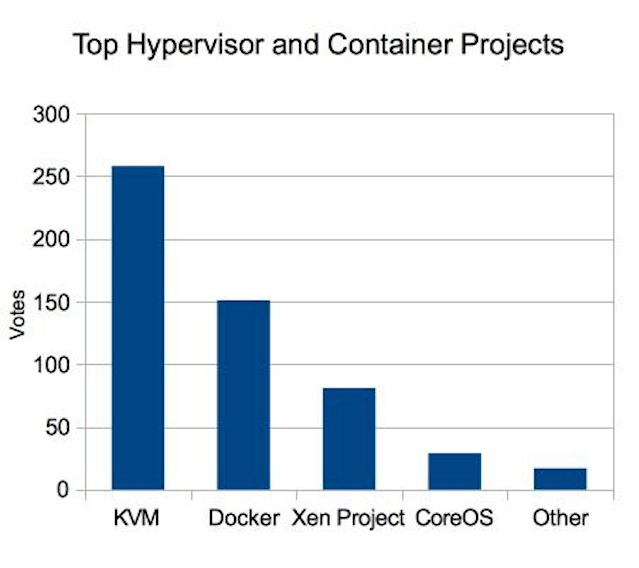 Top Hypervisor and Container Projects
300
250
200
150
100
50
0
Votes
KVM Docker Xen Project CoreOS Other